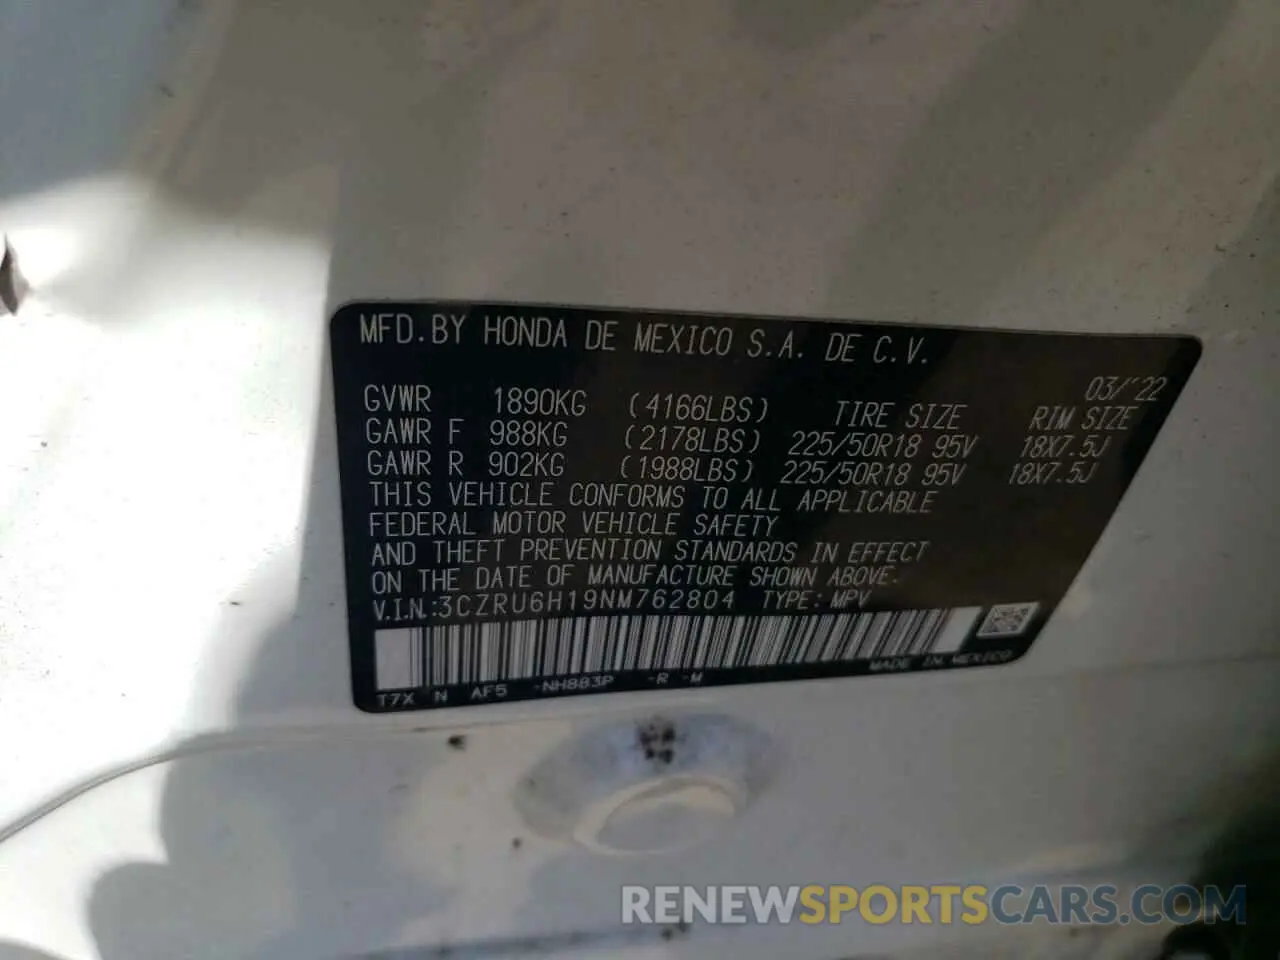 MFD.BY HONDA DE MEXICO S.A. DE C.V.
03/'22
GVWR 1890KG (4166LBS) TIRE SIZE RIM SIZE
GAWR F 988KG (2178LBS) 225/50R18 95V 18X7.5J
GAWR R 902KG (1988LBS) 225/50R18 95V 18X7.5J
THIS VEHICLE CONFORMS TO ALL APPLICABLE
FEDERAL MOTOR VEHICLE SAFETY
AND THEFT PREVENTION STANDARDS IN EFFECT
ON THE DATE OF MANUFACTURE SHOWN ABOVE.
V.I.N.:3CZRU6H19NM762804 TYPE: MPV
MADE IN MEXICO
T7X N AF5 -NH883P -R -M
RENEWSPORTSCARS.COM